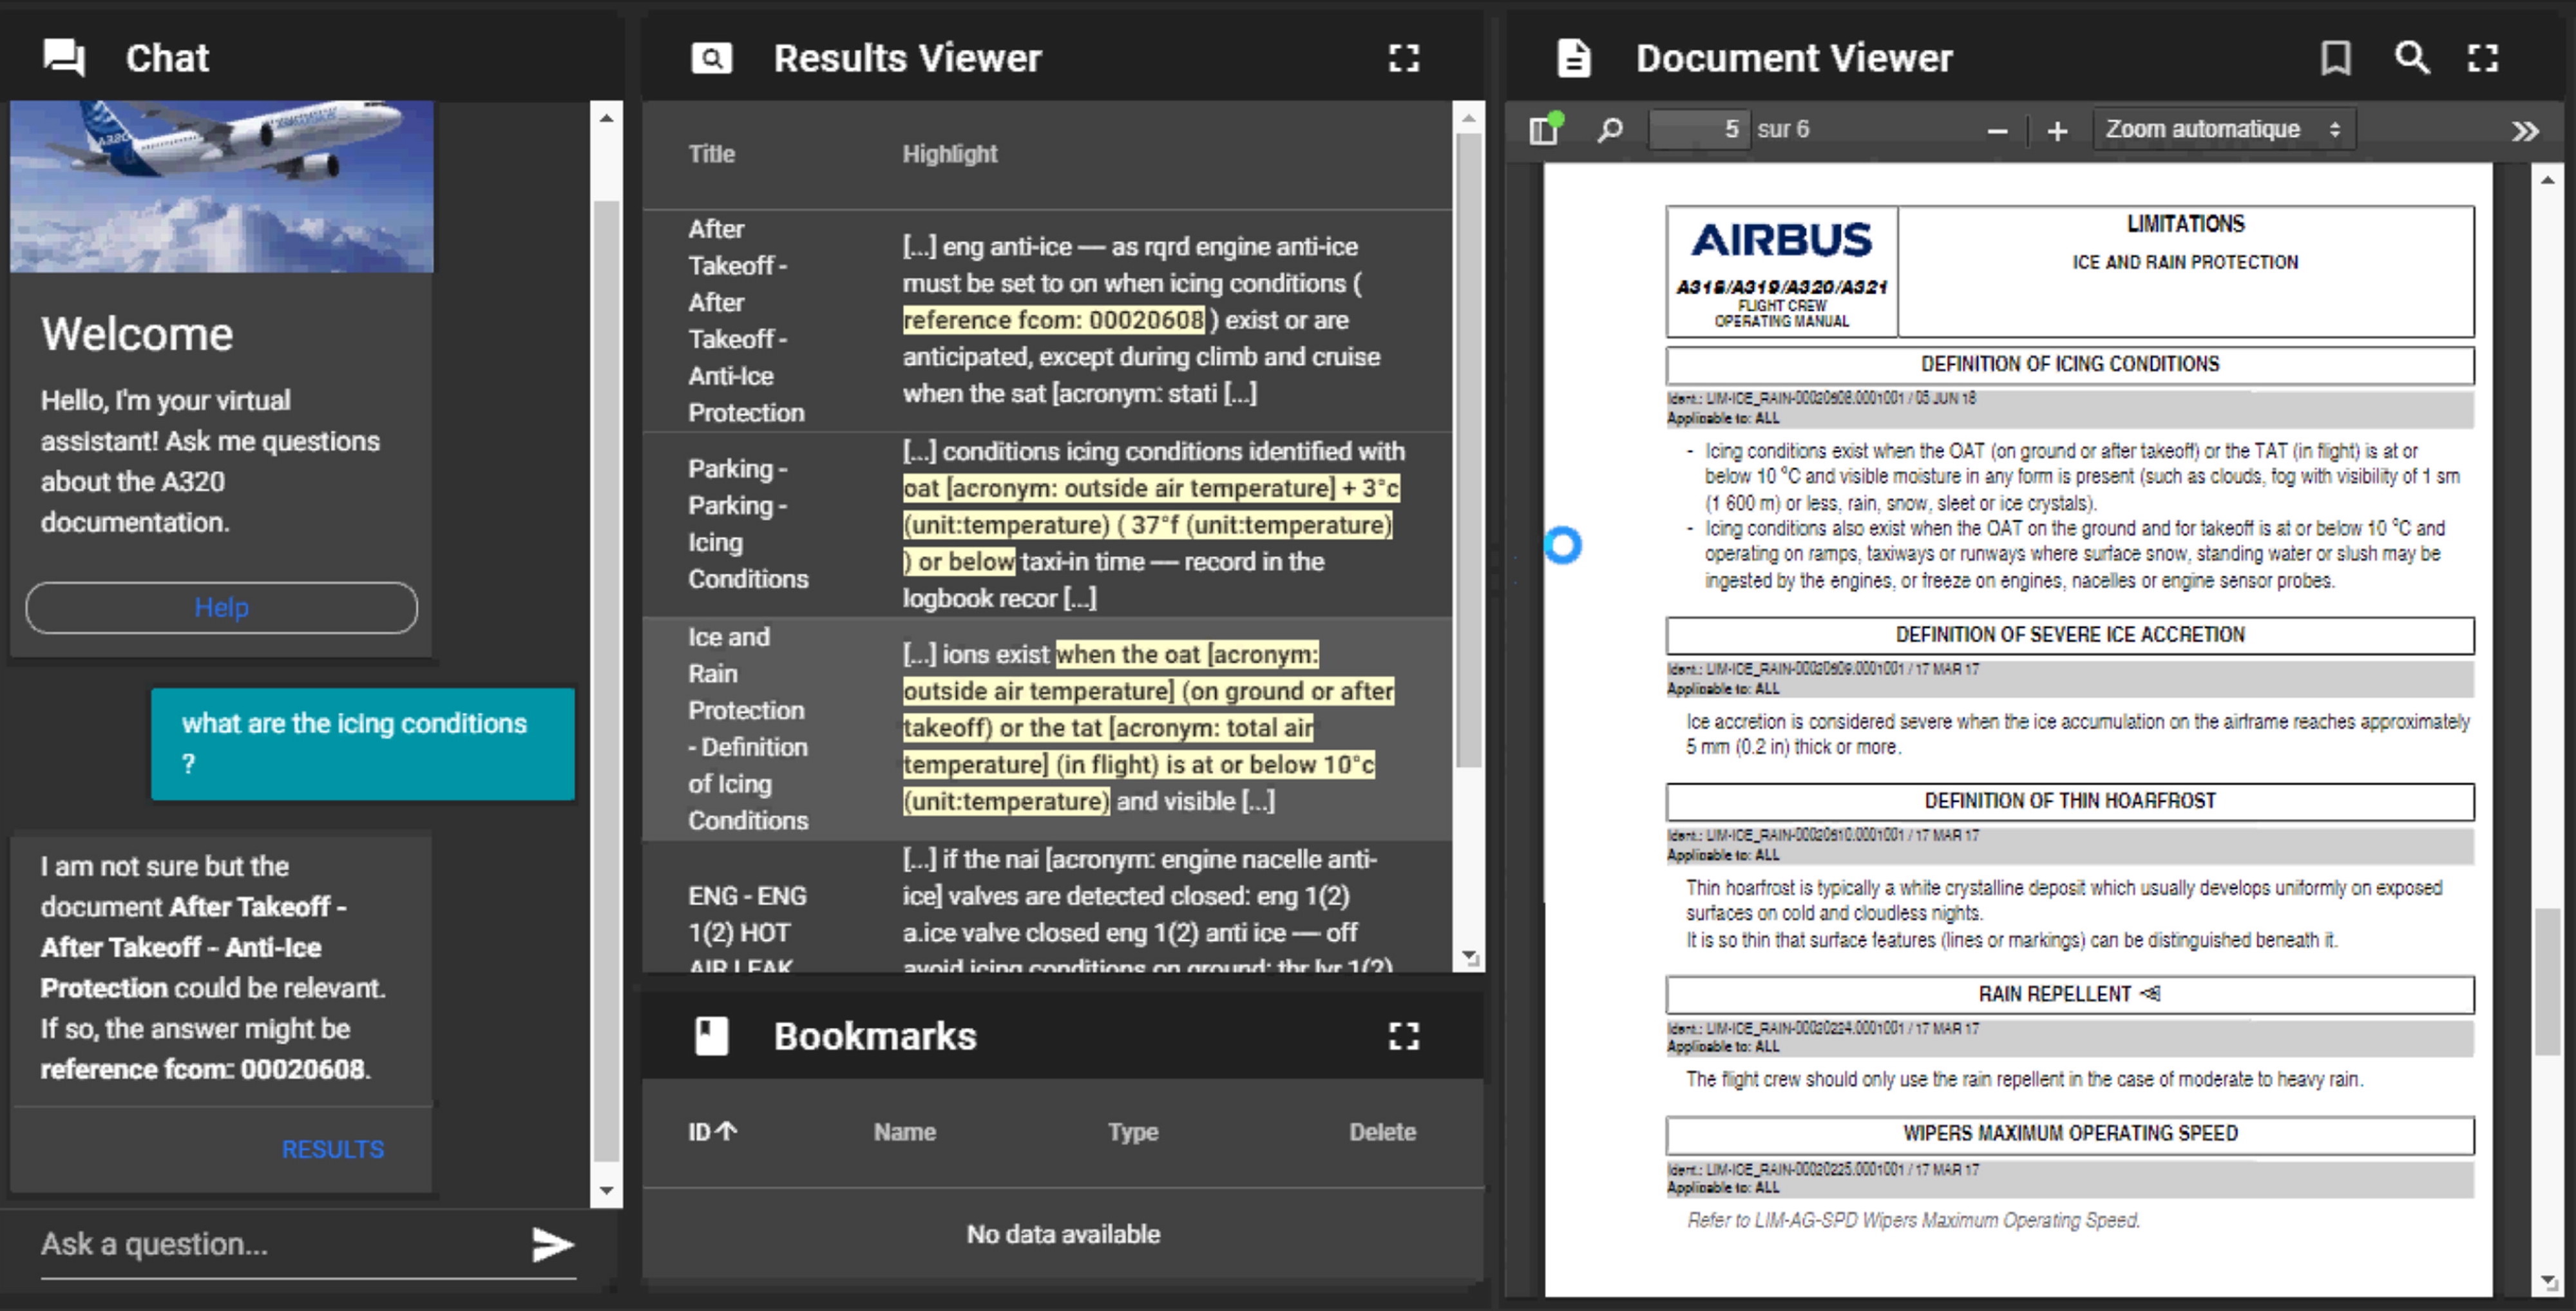 Chat
A320
Welcome
Hello, I'm your virtual
assistant! Ask me questions
about the A320
documentation.
Help
what are the icing conditions
?
I am not sure but the
document After Takeoff -
After Takeoff - Anti-Ice
Protection could be relevant.
If so, the answer might be
reference fcom: 00020608.
RESULTS
Ask a question...
Results Viewer
Title Highlight
After
Takeoff -
After
Takeoff -
Anti-Ice
Protection
[...] eng anti-ice — as rqrd engine anti-ice
must be set to on when icing conditions (
reference fcom: 00020608 ) exist or are
anticipated, except during climb and cruise
when the sat [acronym: stati [...]
Parking -
Parking -
Icing
Conditions
[...] conditions icing conditions identified with
oat [acronym: outside air temperature] + 3°c
(unit:temperature) ( 37°f (unit:temperature)
) or below taxi-in time — record in the
logbook recor [...]
Ice and
Rain
Protection
- Definition
of Icing
Conditions
[...] ions exist when the oat [acronym:
outside air temperature] (on ground or after
takeoff) or the tat [acronym: total air
temperature] (in flight) is at or below 10°c
(unit:temperature) and visible [...]
ENG - ENG
1(2) HOT
AIR LEAK
[...] if the nai [acronym: engine nacelle anti-
ice] valves are detected closed: eng 1(2)
a.ice valve closed eng 1(2) anti ice — off
avoid icing conditions on ground: thr lvr 1(2)
Bookmarks
ID Name Type Delete
No data available
Document Viewer
5 sur 6 Zoom automatique
AIRBUS
A318/A319/A320/A321
FLIGHT CREW
OPERATING MANUAL
LIMITATIONS
ICE AND RAIN PROTECTION
DEFINITION OF ICING CONDITIONS
Ident.: LIM-ICE_RAIN-00020608.0001001 / 05 JUN 18
Applicable to: ALL
- Icing conditions exist when the OAT (on ground or after takeoff) or the TAT (in flight) is at or
below 10 °C and visible moisture in any form is present (such as clouds, fog with visibility of 1 sm
(1 600 m) or less, rain, snow, sleet or ice crystals).
- Icing conditions also exist when the OAT on the ground and for takeoff is at or below 10 °C and
operating on ramps, taxiways or runways where surface snow, standing water or slush may be
ingested by the engines, or freeze on engines, nacelles or engine sensor probes.
DEFINITION OF SEVERE ICE ACCRETION
Ident.: LIM-ICE_RAIN-00020609.0001001 / 17 MAR 17
Applicable to: ALL
Ice accretion is considered severe when the ice accumulation on the airframe reaches approximately
5 mm (0.2 in) thick or more.
DEFINITION OF THIN HOARFROST
Ident.: LIM-ICE_RAIN-00020610.0001001 / 17 MAR 17
Applicable to: ALL
Thin hoarfrost is typically a white crystalline deposit which usually develops uniformly on exposed
surfaces on cold and cloudless nights.
It is so thin that surface features (lines or markings) can be distinguished beneath it.
RAIN REPELLENT
Ident.: LIM-ICE_RAIN-00020224.0001001 / 17 MAR 17
Applicable to: ALL
The flight crew should only use the rain repellent in the case of moderate to heavy rain.
WIPERS MAXIMUM OPERATING SPEED
Ident.: LIM-ICE_RAIN-00020225.0001001 / 17 MAR 17
Applicable to: ALL
Refer to LIM-AG-SPD Wipers Maximum Operating Speed.